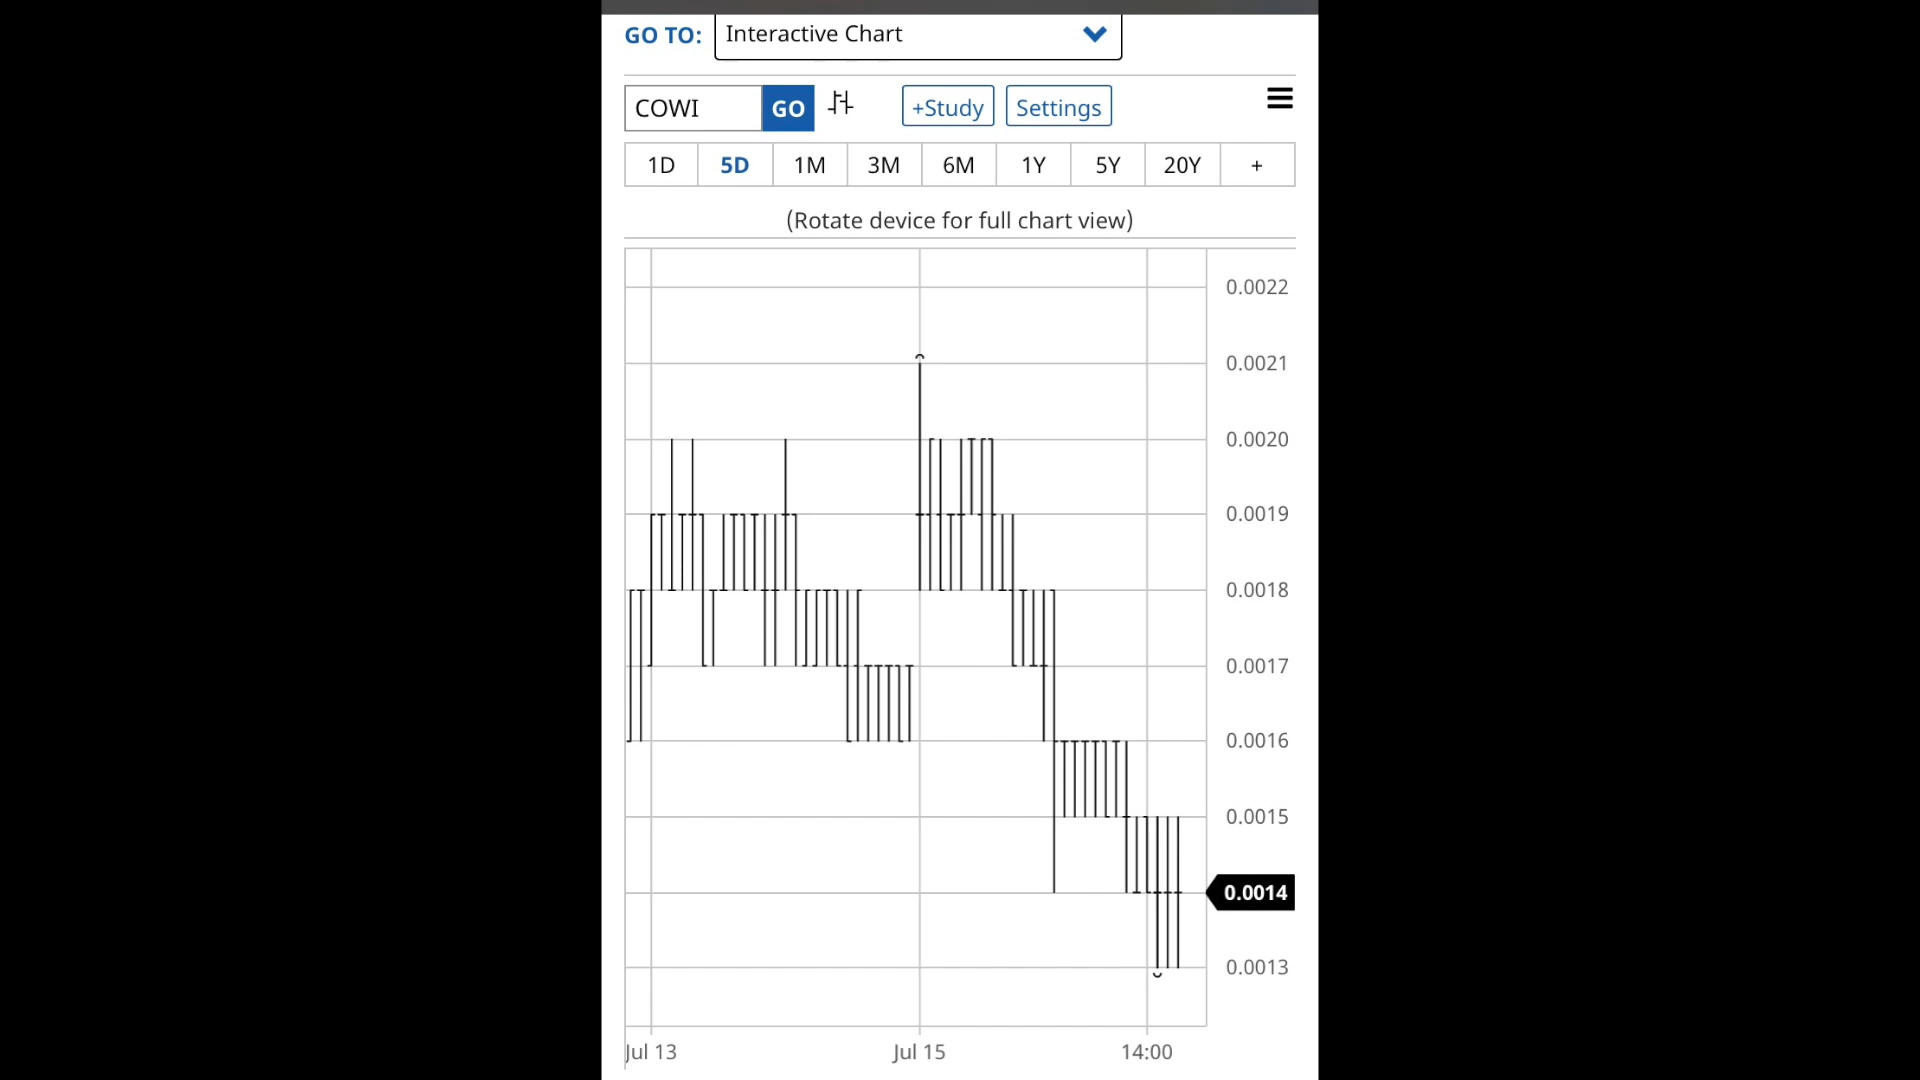 GO TO: Interactive Chart
COWI GO +Study Settings
1D 5D 1M 3M 6M 1Y 5Y 20Y +
(Rotate device for full chart view)
0.0022
0.0021
0.0020
0.0019
0.0018
0.0017
0.0016
0.0015
0.0014
0.0013
Jul 13 Jul 15 14:00